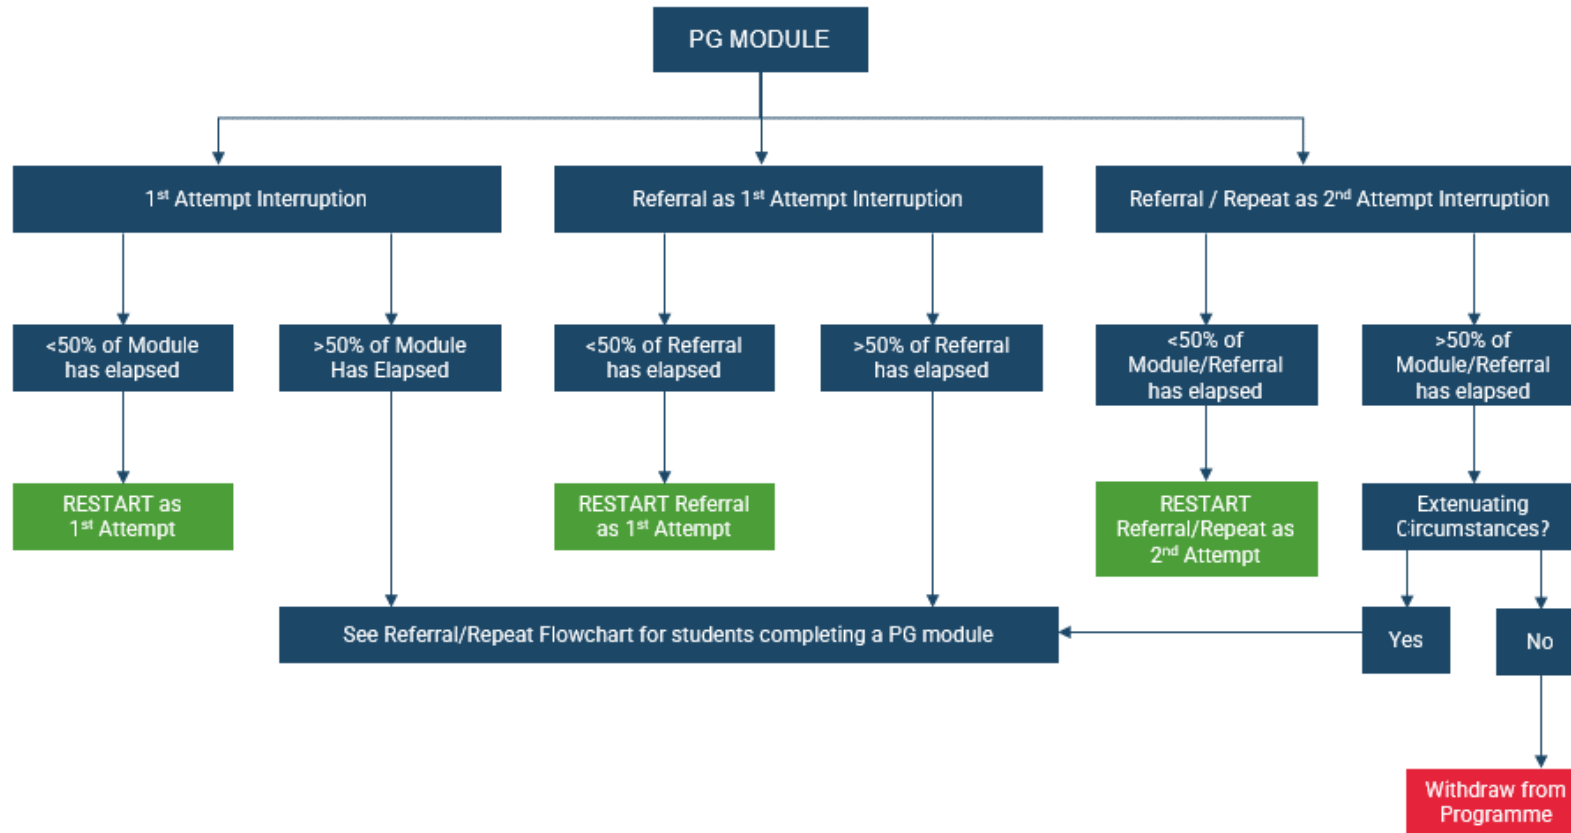 PG MODULE
1st Attempt Interruption
Referral as 1st Attempt Interruption
Referral / Repeat as 2nd Attempt Interruption
<50% of Module
has elapsed
>50% of Module
Has Elapsed
<50% of Referral
has elapsed
>50% of Referral
has elapsed
<50% of
Module/Referral
has elapsed
>50% of
Module/Referral
has elapsed
RESTART as
1st Attempt
RESTART Referral
as 1st Attempt
RESTART
Referral/Repeat as
2nd Attempt
Extenuating
Circumstances?
See Referral/Repeat Flowchart for students completing a PG module
Yes
No
Withdraw from
Programme